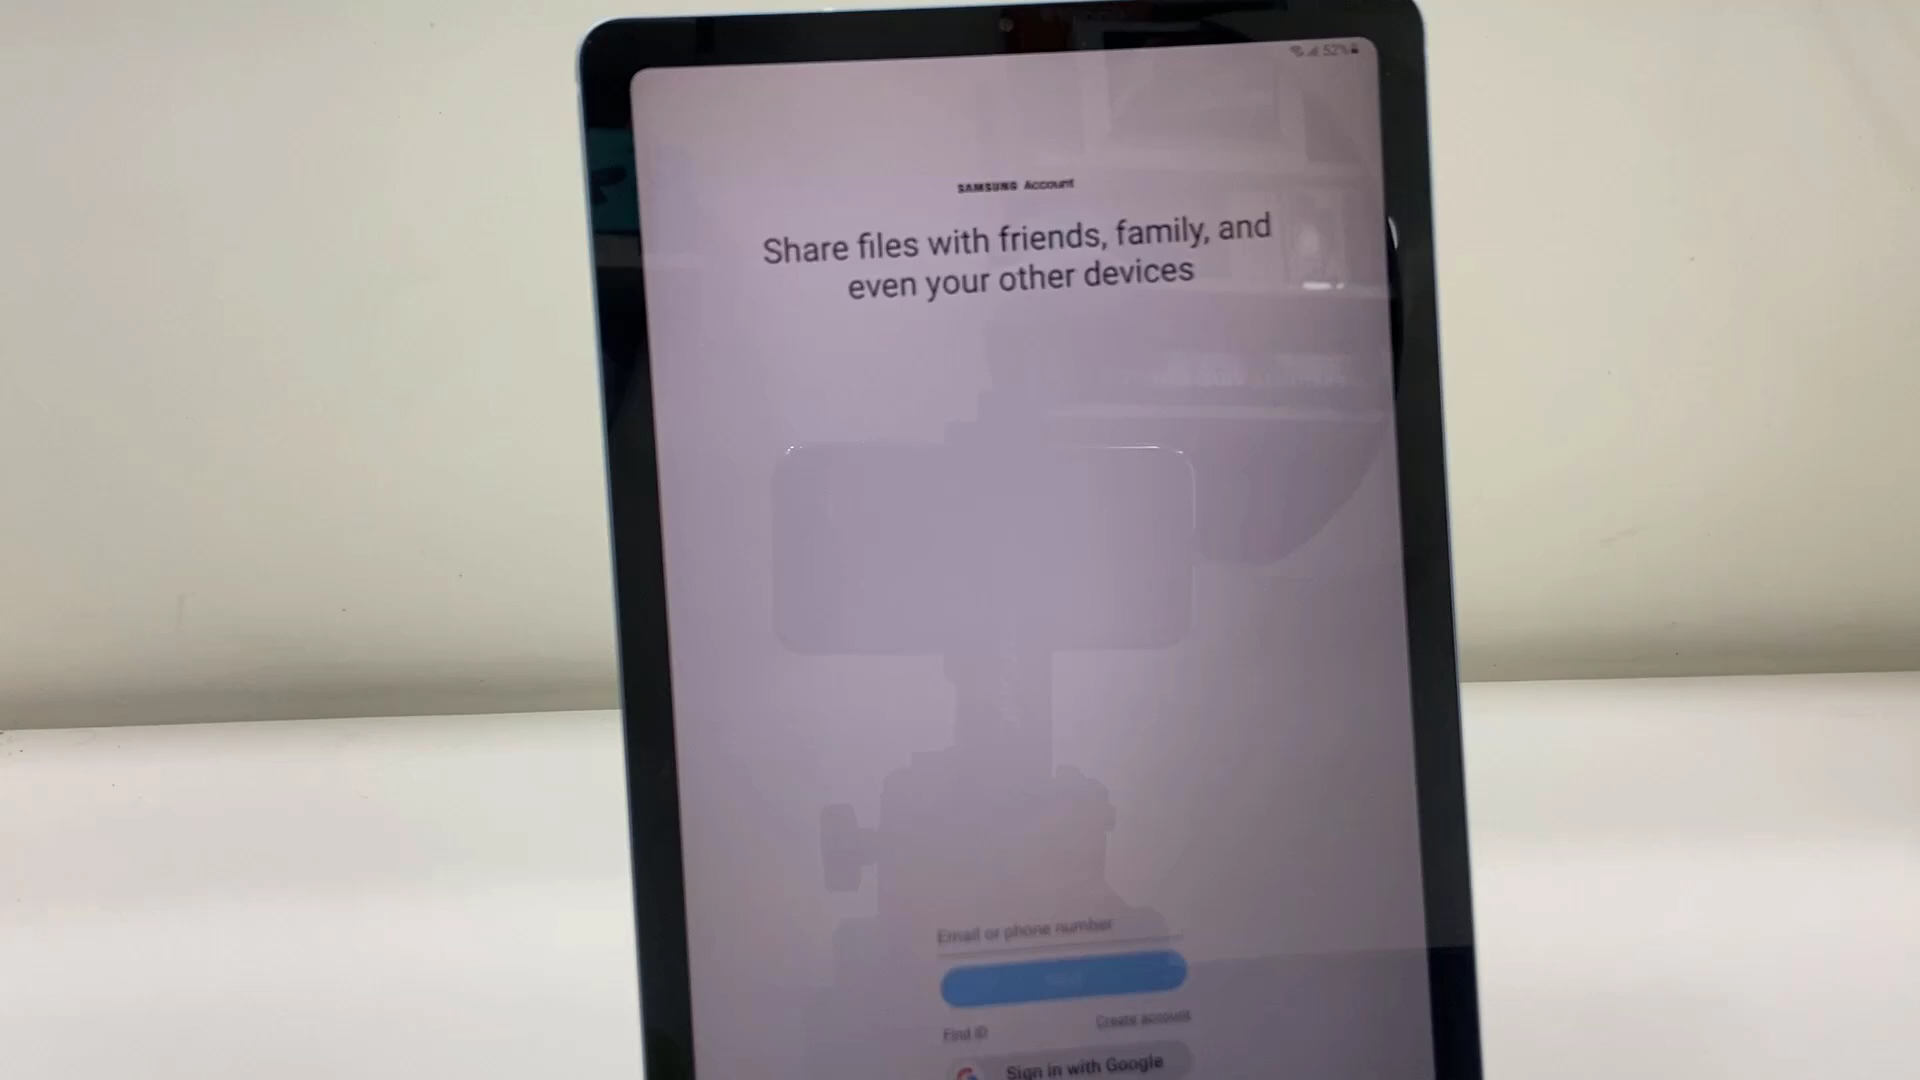 52%
SAMSUNG Account
Share files with friends, family, and
even your other devices
Email or phone number
Find ID
Create account
Sign in with Google